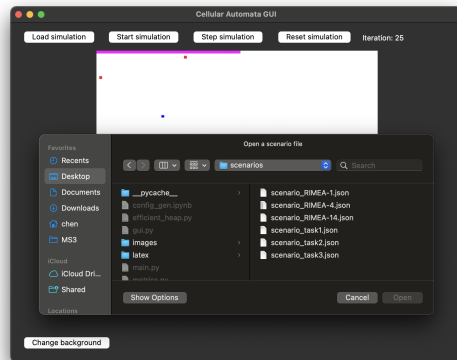 Cellular Automata GUI
Load simulation Start simulation Step simulation Reset simulation Iteration: 25
Open a scenario file
scenarios Search
Favorites
Recents
Desktop
Documents
Downloads
chen
MS3
iCloud
iCloud Dri...
Shared
Locations
__pycache__
config_gen.ipynb
efficient_heap.py
gui.py
images
latex
main.py
scenario_RIMEA-1.json
scenario_RIMEA-4.json
scenario_RIMEA-14.json
scenario_task1.json
scenario_task2.json
scenario_task3.json
Show Options Cancel Open
Change background